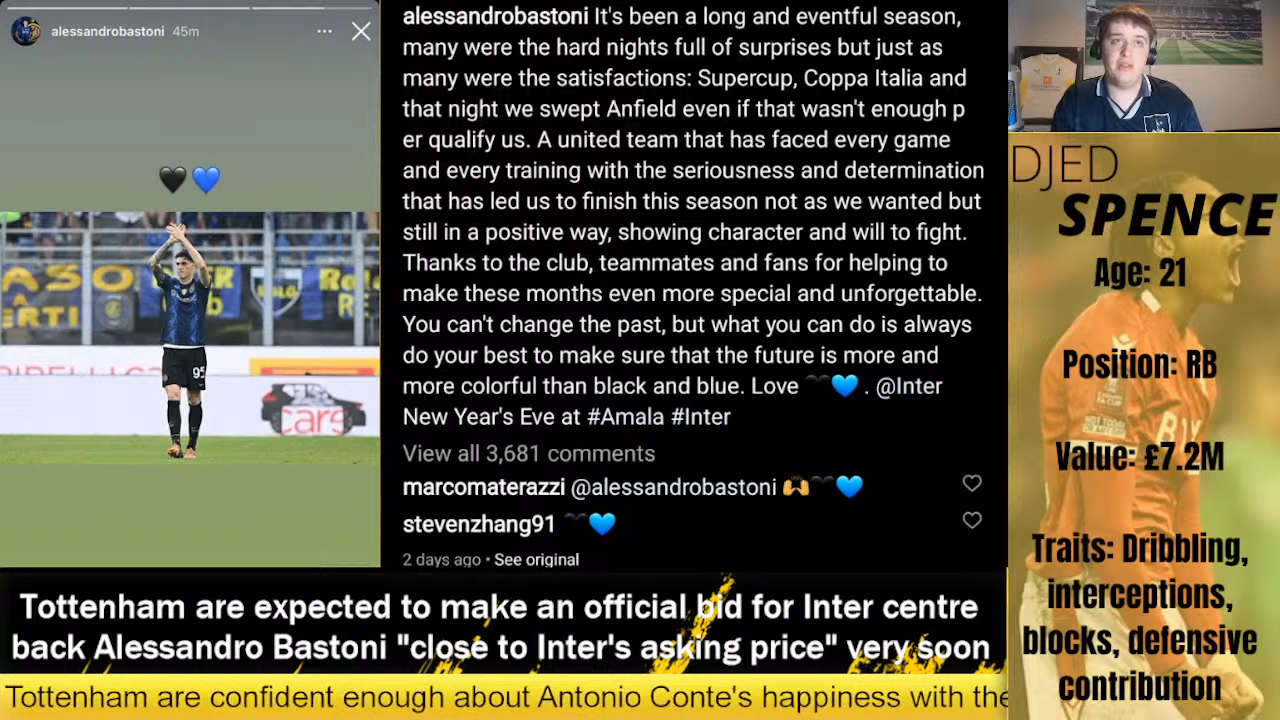 alessandrobastoni 45m
🖤💙
95
cars
alessandrobastoni It's been a long and eventful season,
many were the hard nights full of surprises but just as
many were the satisfactions: Supercup, Coppa Italia and
that night we swept Anfield even if that wasn't enough p
er qualify us. A united team that has faced every game
and every training with the seriousness and determination
that has led us to finish this season not as we wanted but
still in a positive way, showing character and will to fight.
Thanks to the club, teammates and fans for helping to
make these months even more special and unforgettable.
You can't change the past, but what you can do is always
do your best to make sure that the future is more and
more colorful than black and blue. Love 🖤💙 . @Inter
New Year's Eve at #Amala #Inter
View all 3,681 comments
marcomaterazzi @alessandrobastoni 🙌🖤💙
stevenzhang91 🖤💙
2 days ago • See original
DJED
SPENCE
Age: 21
Position: RB
Value: £7.2M
Traits: Dribbling,
interceptions,
blocks, defensive
contribution
Tottenham are expected to make an official bid for Inter centre
back Alessandro Bastoni "close to Inter's asking price" very soon
Tottenham are confident enough about Antonio Conte's happiness with the